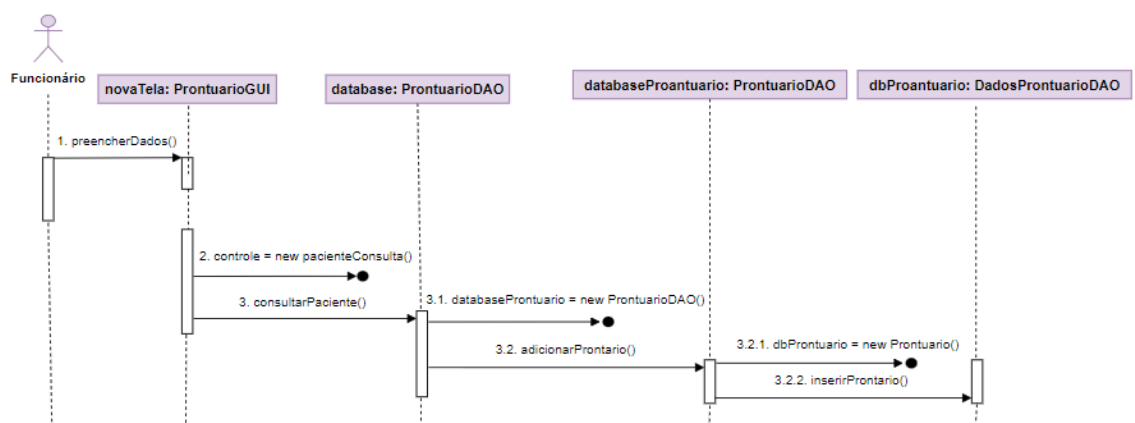 Funcionário
novaTela: ProntuarioGUI
database: ProntuarioDAO
databaseProantuario: ProntuarioDAO
dbProantuario: DadosProntuarioDAO
1. preencherDados()
2. controle = new pacienteConsulta()
3. consultarPaciente()
3.1. databaseProntuario = new ProntuarioDAO()
3.2. adicionarProntario()
3.2.1. dbProntuario = new Prontuario()
3.2.2. inserirProntario()